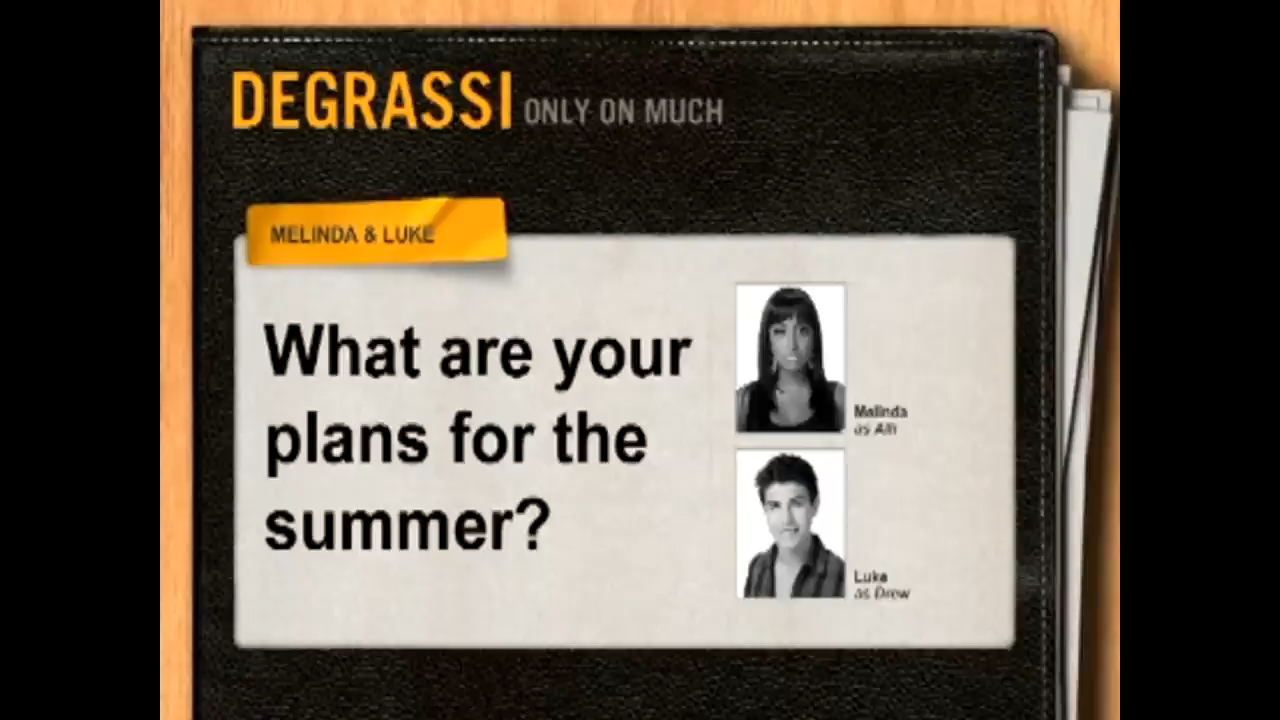 DEGRASSI ONLY ON MUCH
MELINDA & LUKE
What are your
plans for the
summer?
Melinda
as Alli
Luke
as Drew